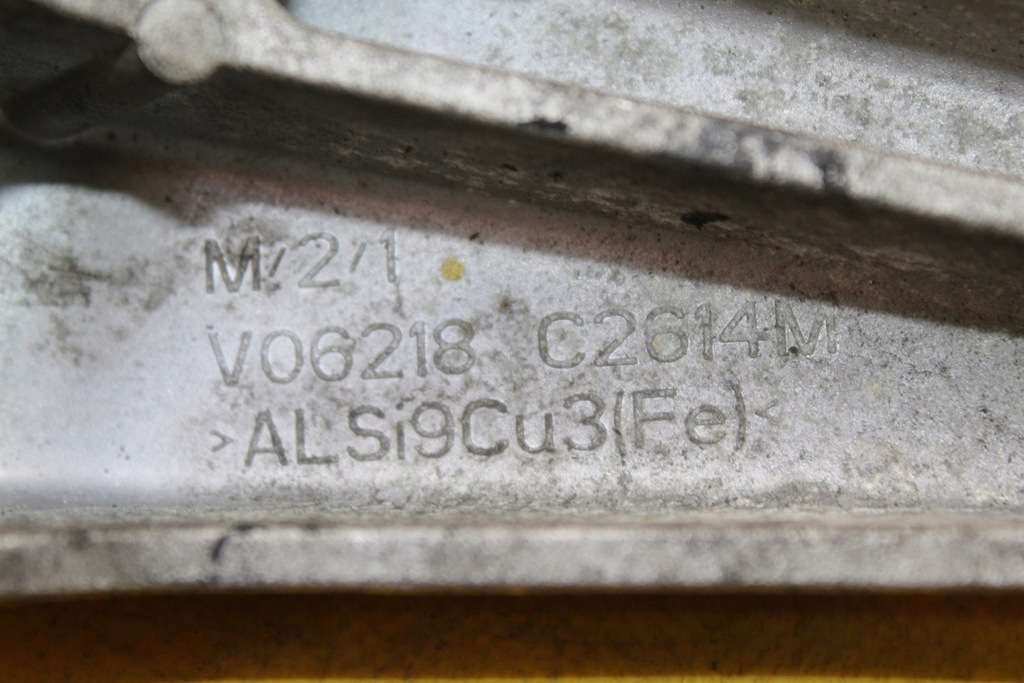 M/2/1
V06218 C2614M
>ALSi9Cu3(Fe)<